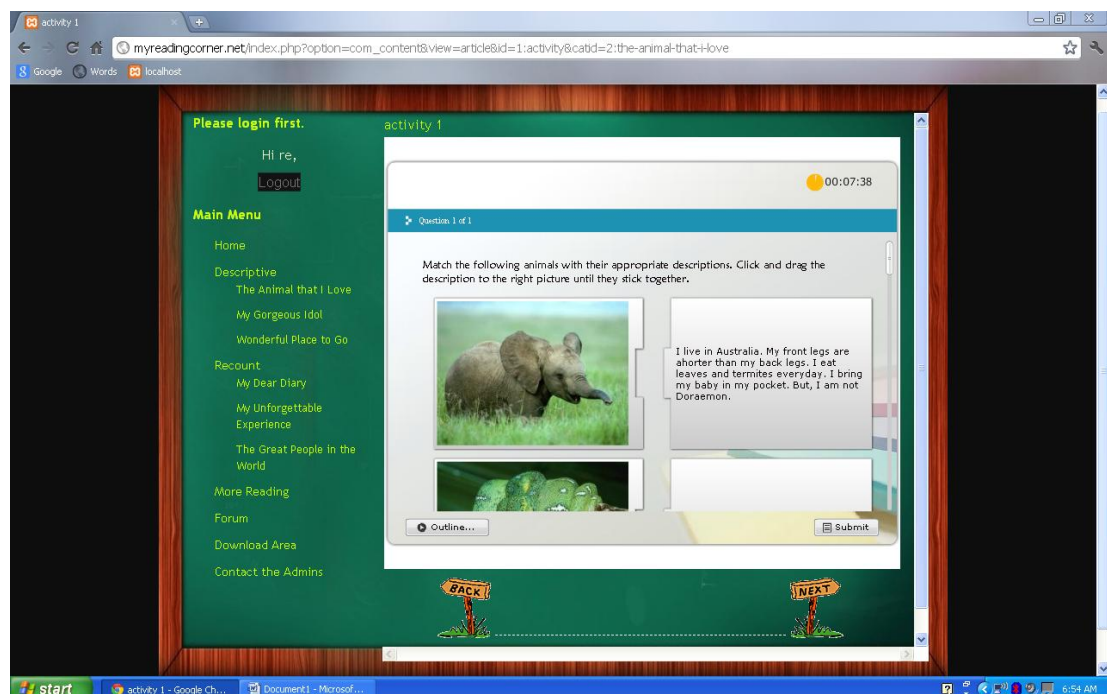 activity 1
myreadingcorner.net/index.php?option=com_content&view=article&id=1:activity&catid=2:the-animal-that-i-love
Google Words localhost
Please login first.
Hi re,
Logout
Main Menu
Home
Descriptive
The Animal that I Love
My Gorgeous Idol
Wonderful Place to Go
Recount
My Dear Diary
My Unforgettable
Experience
The Great People in the
World
More Reading
Forum
Download Area
Contact the Admins
activity 1
00:07:38
Question 1 of 1
Match the following animals with their appropriate descriptions. Click and drag the
description to the right picture until they stick together.
I live in Australia. My front legs are
ahorter than my back legs. I eat
leaves and termites everyday. I bring
my baby in my pocket. But, I am not
Doraemon.
Outline...
Submit
BACK
NEXT
start
activity 1 - Google Ch...
Document1 - Microsof...
6:54 AM